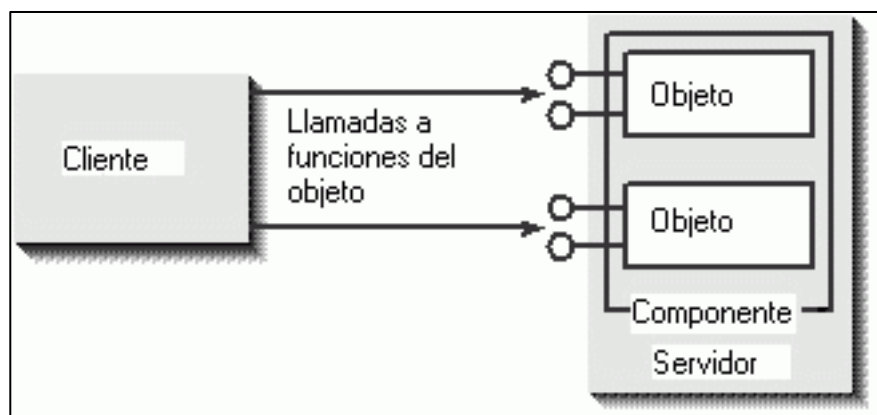 Cliente
Llamadas a
funciones del
objeto
Objeto
Objeto
Componente
Servidor